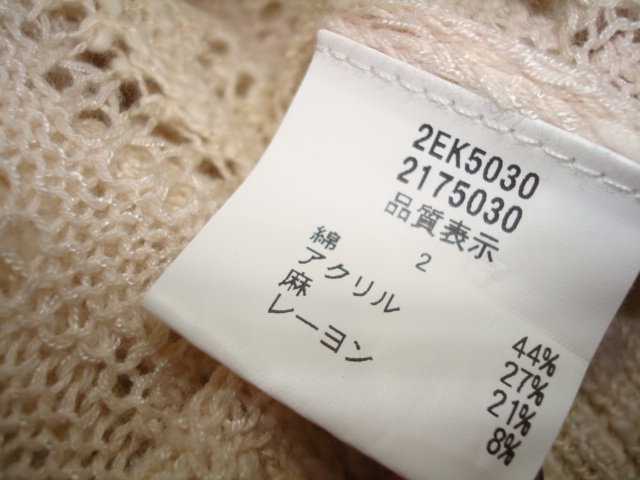 2EK5030
2175030
品質表示
2
綿 44%
アクリル 27%
麻 21%
レーヨン 8%